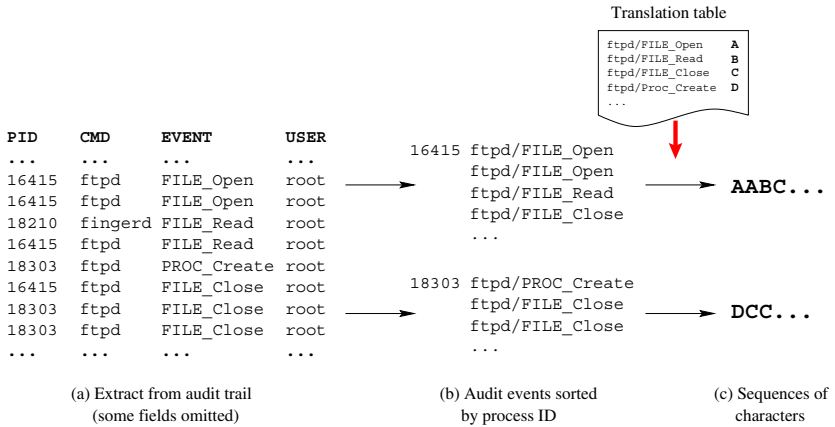 Translation table
ftpd/FILE_Open A
ftpd/FILE_Read B
ftpd/FILE_Close C
ftpd/Proc_Create D
...
PID CMD EVENT USER
... ... ... ...
16415 ftpd FILE_Open root
16415 ftpd FILE_Open root
18210 fingerd FILE_Read root
16415 ftpd FILE_Read root
18303 ftpd PROC_Create root
16415 ftpd FILE_Close root
18303 ftpd FILE_Close root
18303 ftpd FILE_Close root
... ... ... ...
16415 ftpd/FILE_Open
ftpd/FILE_Open
ftpd/FILE_Read
ftpd/FILE_Close
...
18303 ftpd/PROC_Create
ftpd/FILE_Close
ftpd/FILE_Close
...
AABC...
DCC...
(a) Extract from audit trail
(some fields omitted)
(b) Audit events sorted
by process ID
(c) Sequences of
characters